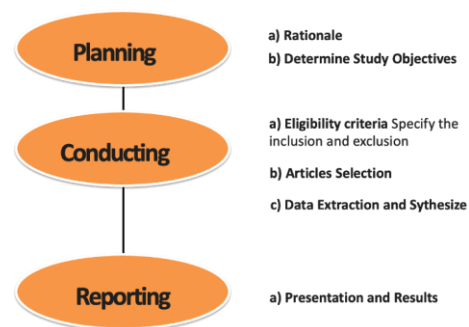 Planning
a) Rationale
b) Determine Study Objectives
Conducting
a) Eligibility criteria Specify the
inclusion and exclusion
b) Articles Selection
c) Data Extraction and Sythesize
Reporting
a) Presentation and Results